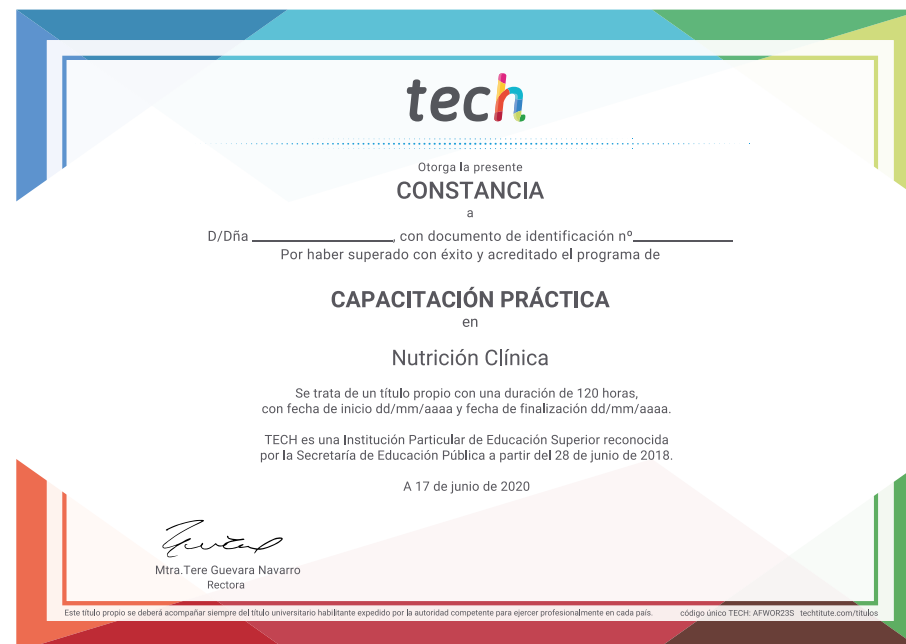 tech
Otorga la presente
CONSTANCIA
a
D/Dña ____________________, con documento de identificación nº______________
Por haber superado con éxito y acreditado el programa de
CAPACITACIÓN PRÁCTICA
en
Nutrición Clínica
Se trata de un título propio con una duración de 120 horas,
con fecha de inicio dd/mm/aaaa y fecha de finalización dd/mm/aaaa.
TECH es una Institución Particular de Educación Superior reconocida
por la Secretaría de Educación Pública a partir del 28 de junio de 2018.
A 17 de junio de 2020
Mtra.Tere Guevara Navarro
Rectora
Este título propio se deberá acompañar siempre del título universitario habilitante expedido por la autoridad competente para ejercer profesionalmente en cada país. código único TECH: AFWOR23S techtitute.com/titulos